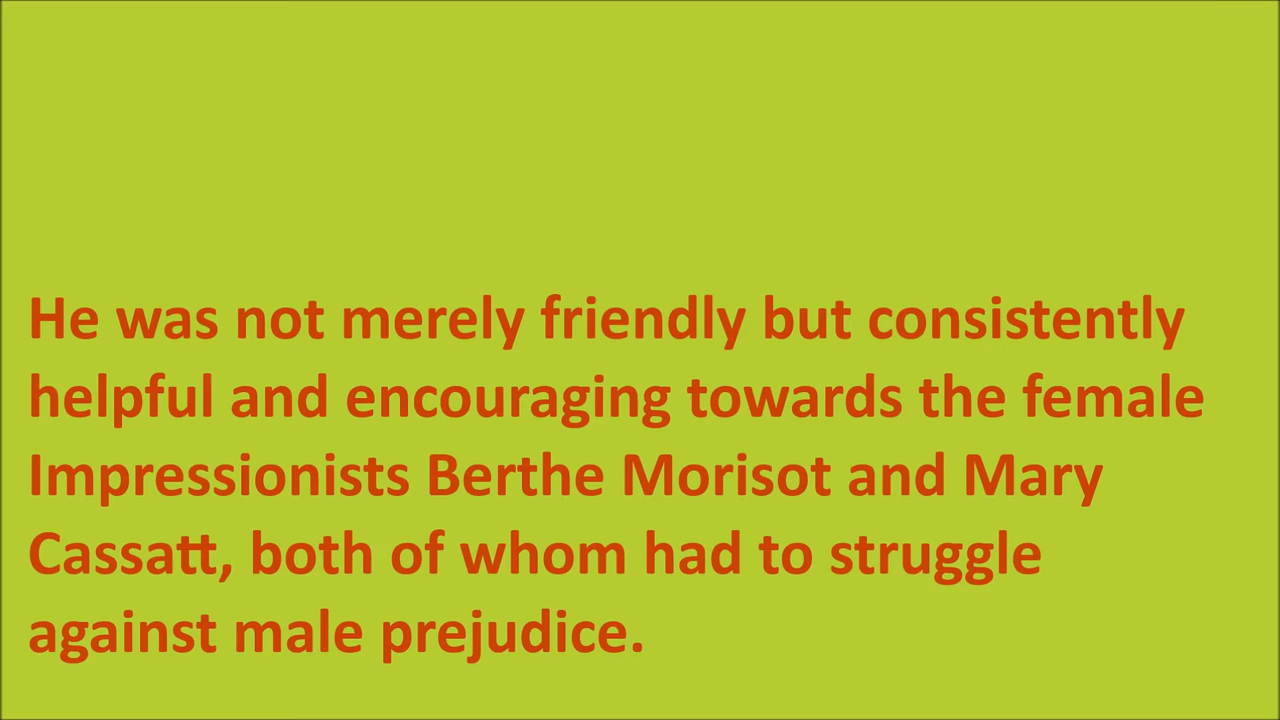 He was not merely friendly but consistently
helpful and encouraging towards the female
Impressionists Berthe Morisot and Mary
Cassatt, both of whom had to struggle
against male prejudice.